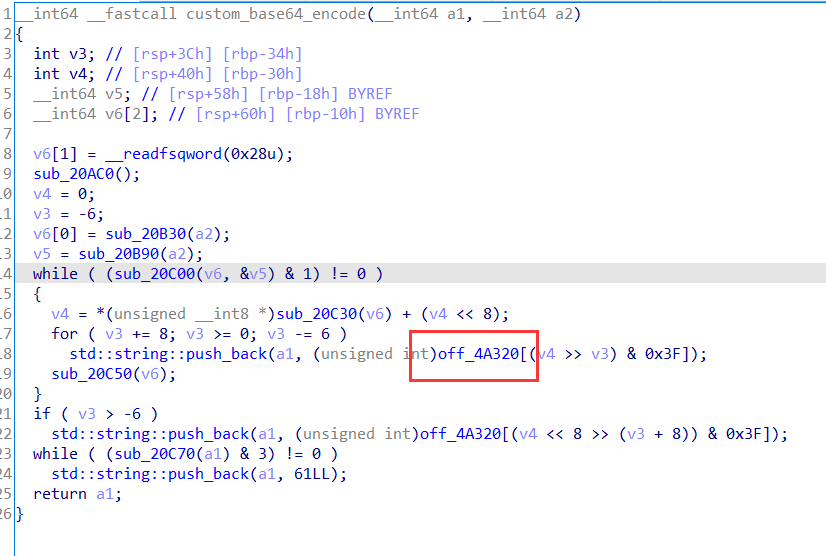 1 __int64 __fastcall custom_base64_encode(__int64 a1, __int64 a2)
2 {
3 int v3; // [rsp+3Ch] [rbp-34h]
4 int v4; // [rsp+40h] [rbp-30h]
5 __int64 v5; // [rsp+58h] [rbp-18h] BYREF
6 __int64 v6[2]; // [rsp+60h] [rbp-10h] BYREF
7
8 v6[1] = __readfsqword(0x28u);
9 sub_20AC0();
10 v4 = 0;
11 v3 = -6;
12 v6[0] = sub_20B30(a2);
13 v5 = sub_20B90(a2);
14 while ( (sub_20C00(v6, &v5) & 1) != 0 )
15 {
16 v4 = *(unsigned __int8 *)sub_20C30(v6) + (v4 << 8);
17 for ( v3 += 8; v3 >= 0; v3 -= 6 )
18 std::string::push_back(a1, (unsigned int)off_4A320[(v4 >> v3) & 0x3F]);
19 sub_20C50(v6);
20 }
21 if ( v3 > -6 )
22 std::string::push_back(a1, (unsigned int)off_4A320[(v4 << 8 >> (v3 + 8)) & 0x3F]);
23 while ( (sub_20C70(a1) & 3) != 0 )
24 std::string::push_back(a1, 61LL);
25 return a1;
26 }